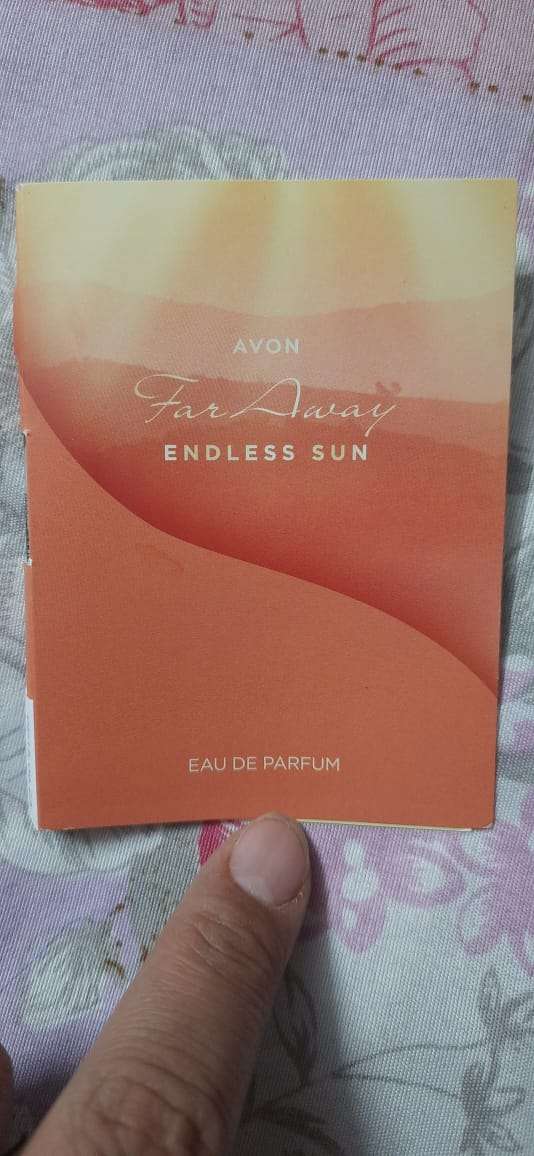 AVON
Far Away
ENDLESS SUN
EAU DE PARFUM